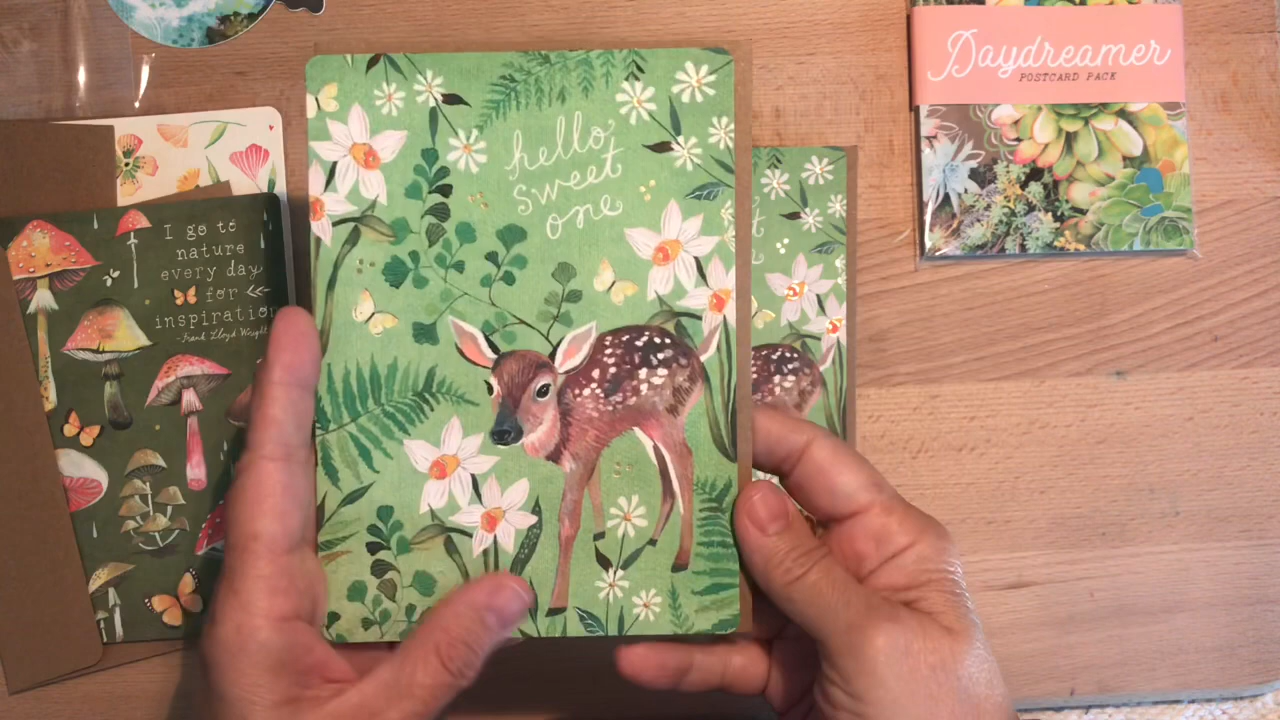 hello
sweet
one
I go to
nature
every day
for
inspiration
-Frank Lloyd Wright
Daydreamer
POSTCARD PACK